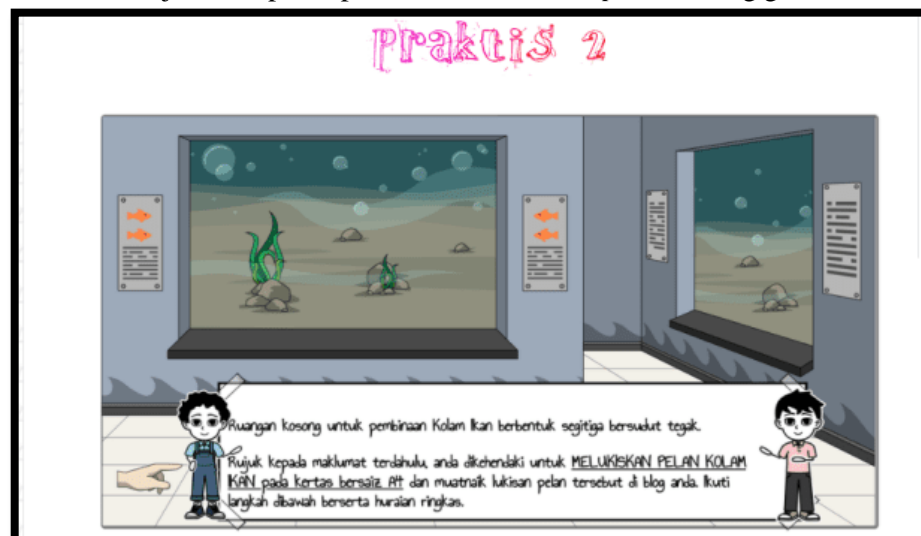 Praktis 2
Ruangan kosong untuk pembinaan Kolam Ikan berbentuk segitiga bersudut tegak.
Rujuk kepada maklumat terdahulu, anda dikehendaki untuk MELUKISKAN PELAN KOLAM
IKAN pada kertas bersaiz A4 dan muatnaik lukisan pelan tersebut di blog anda. Ikuti
langkah dibawah berserta huraian ringkas.